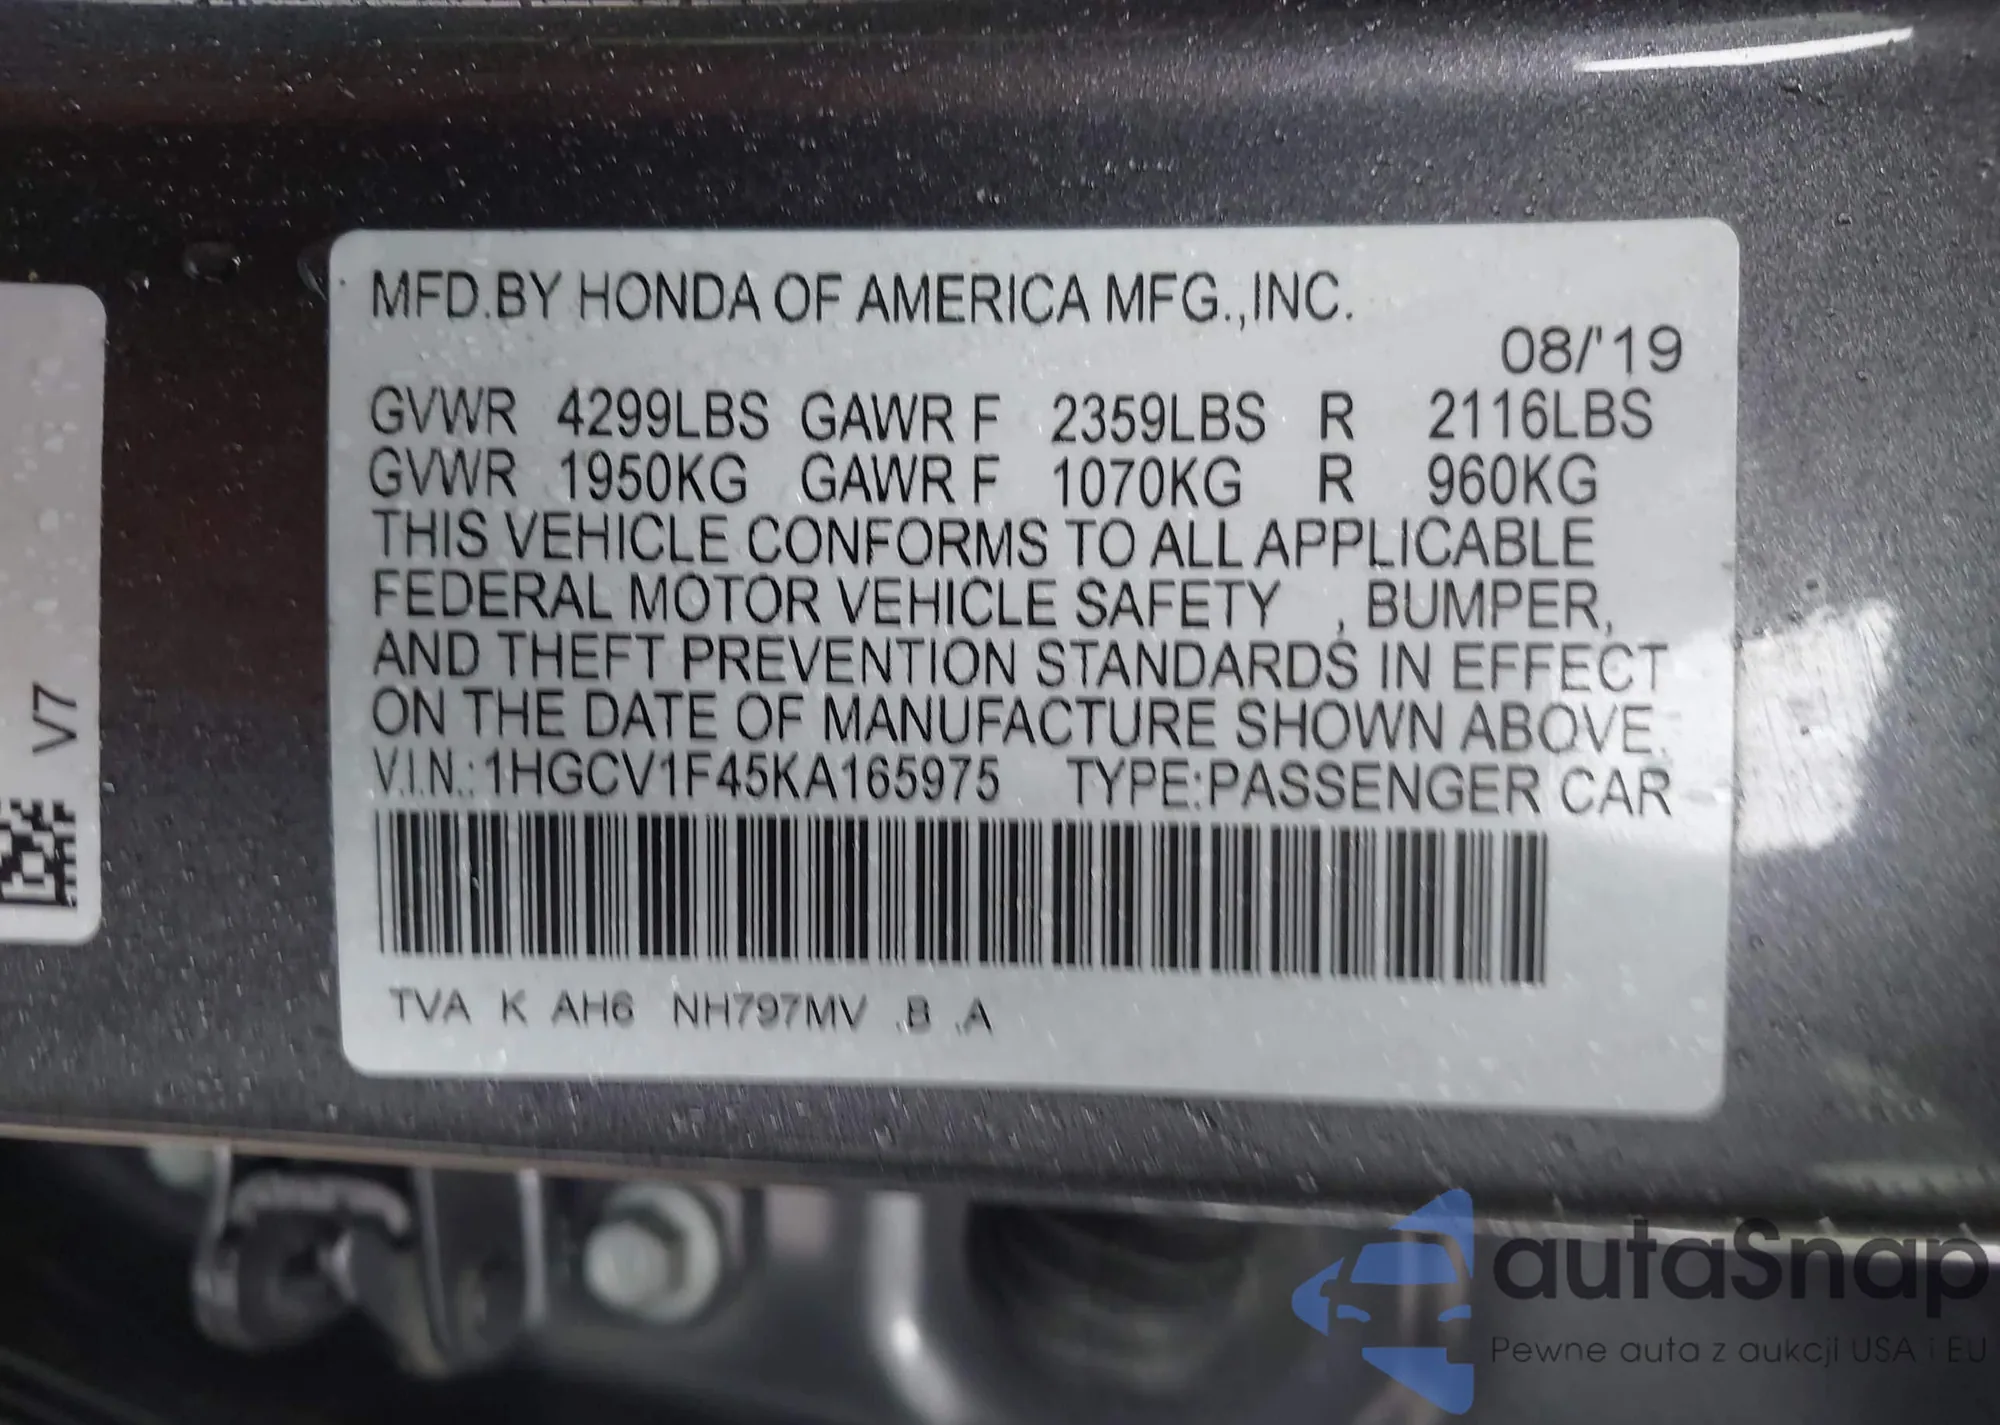 MFD.BY HONDA OF AMERICA MFG.,INC.
08/'19
GVWR 4299LBS GAWR F 2359LBS R 2116LBS
GVWR 1950KG GAWR F 1070KG R 960KG
THIS VEHICLE CONFORMS TO ALL APPLICABLE
FEDERAL MOTOR VEHICLE SAFETY , BUMPER,
AND THEFT PREVENTION STANDARDS IN EFFECT
ON THE DATE OF MANUFACTURE SHOWN ABOVE.
V.I.N.: 1HGCV1F45KA165975 TYPE:PASSENGER CAR
TVA K AH6 NH797MV .B .A
V7
autaSnap
Pewne auta z aukcji USA i EU